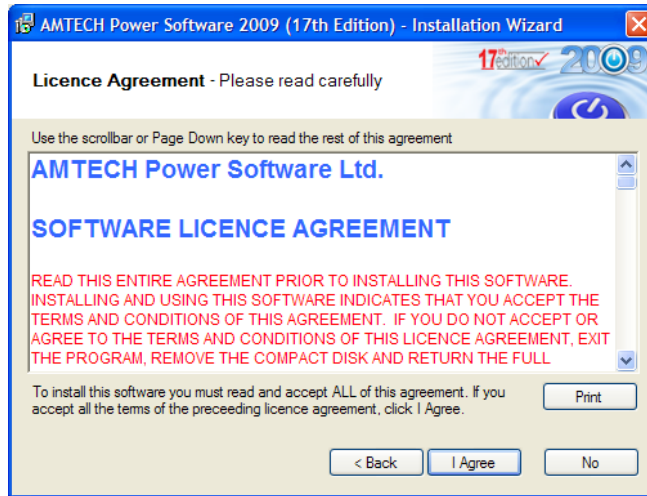 AMTECH Power Software 2009 (17th Edition) - Installation Wizard
17th edition 2009
Licence Agreement - Please read carefully
Use the scrollbar or Page Down key to read the rest of this agreement
AMTECH Power Software Ltd.
SOFTWARE LICENCE AGREEMENT
READ THIS ENTIRE AGREEMENT PRIOR TO INSTALLING THIS SOFTWARE.
INSTALLING AND USING THIS SOFTWARE INDICATES THAT YOU ACCEPT THE
TERMS AND CONDITIONS OF THIS AGREEMENT. IF YOU DO NOT ACCEPT OR
AGREE TO THE TERMS AND CONDITIONS OF THIS LICENCE AGREEMENT, EXIT
THE PROGRAM, REMOVE THE COMPACT DISK AND RETURN THE FULL
To install this software you must read and accept ALL of this agreement. If you
accept all the terms of the preceeding licence agreement, click I Agree.
Print
< Back I Agree No